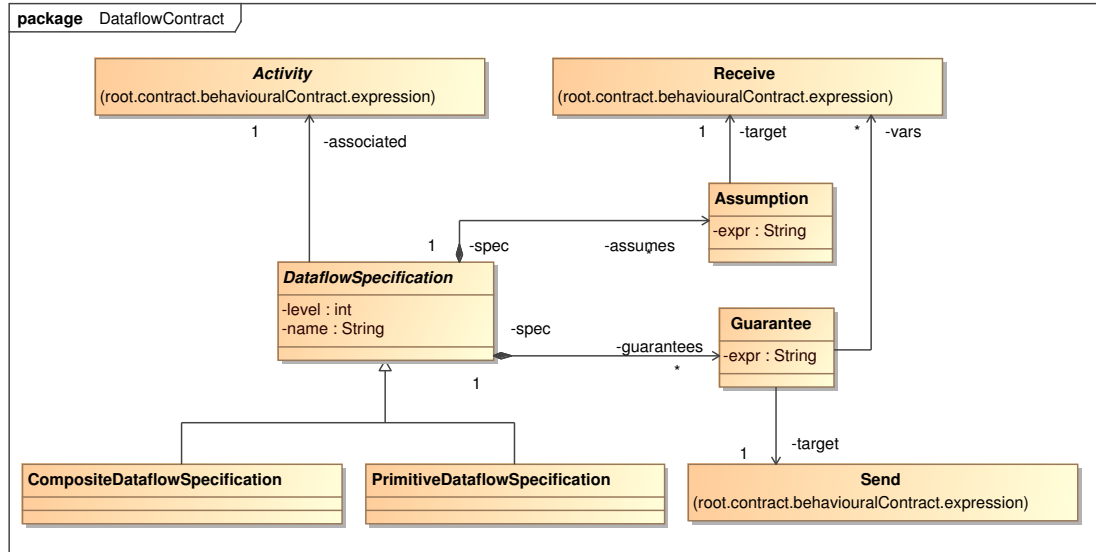 package DataflowContract
Activity
(root.contract.behaviouralContract.expression)
Receive
(root.contract.behaviouralContract.expression)
1
-associated
1
-target
*
-vars
Assumption
-expr : String
1
-spec
-assumes
*
DataflowSpecification
-level : int
-name : String
-spec
1
-guarantees
*
Guarantee
-expr : String
1
-target
CompositeDataflowSpecification
PrimitiveDataflowSpecification
Send
(root.contract.behaviouralContract.expression)